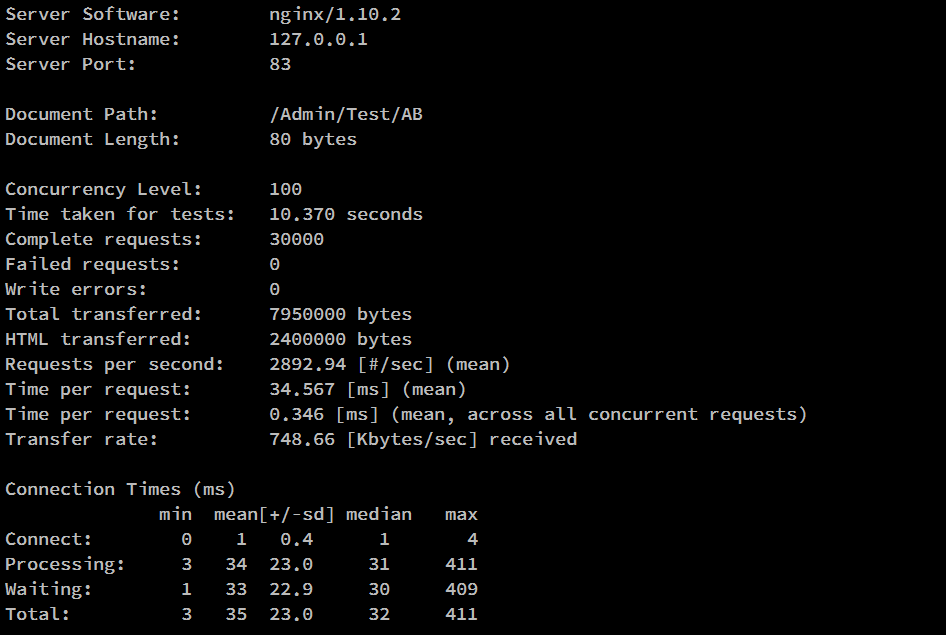 Server Software:        nginx/1.10.2
Server Hostname:        127.0.0.1
Server Port:            83

Document Path:          /Admin/Test/AB
Document Length:        80 bytes

Concurrency Level:      100
Time taken for tests:   10.370 seconds
Complete requests:      30000
Failed requests:        0
Write errors:           0
Total transferred:      7950000 bytes
HTML transferred:       2400000 bytes
Requests per second:    2892.94 [#/sec] (mean)
Time per request:       34.567 [ms] (mean)
Time per request:       0.346 [ms] (mean, across all concurrent requests)
Transfer rate:          748.66 [Kbytes/sec] received

Connection Times (ms)
              min  mean[+/-sd] median   max
Connect:        0    1   0.4      1       4
Processing:     3   34  23.0     31     411
Waiting:        1   33  22.9     30     409
Total:          3   35  23.0     32     411